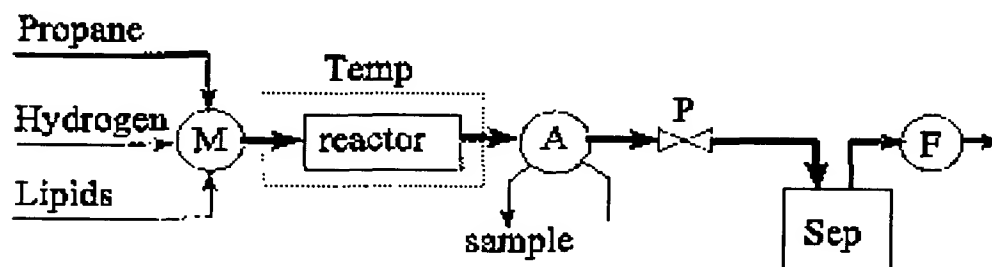 Propane
Temp
Hydrogen
M
reactor
A
P
F
Lipids
sample
Sep